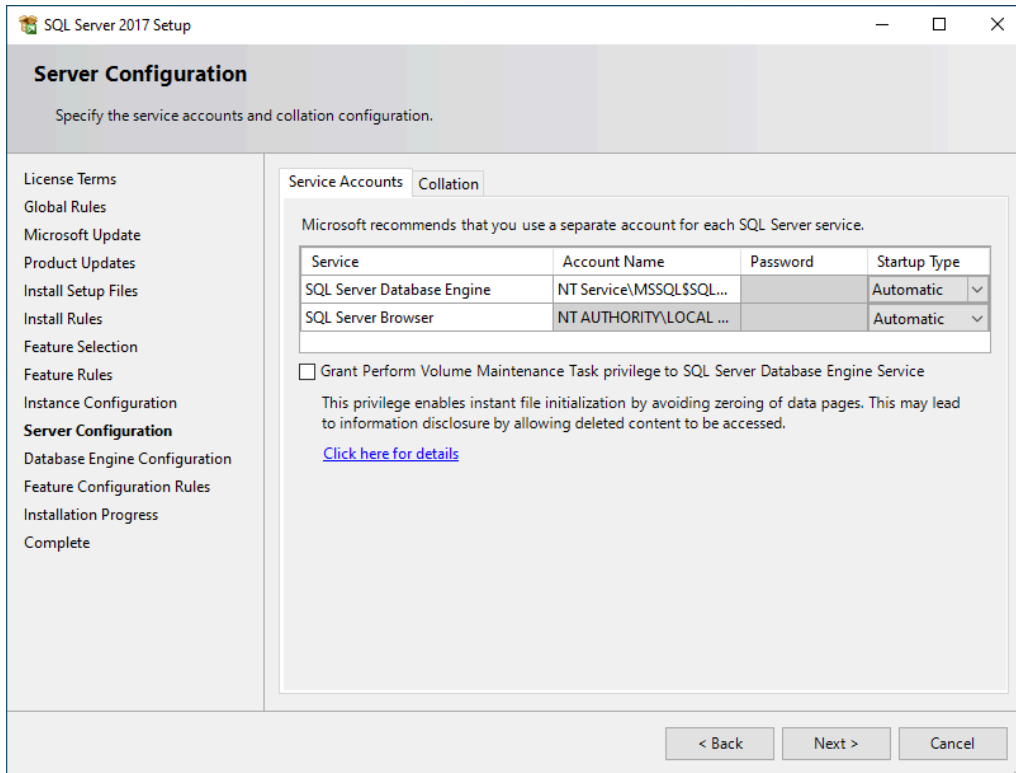 SQL Server 2017 Setup
Server Configuration
Specify the service accounts and collation configuration.
License Terms
Global Rules
Microsoft Update
Product Updates
Install Setup Files
Install Rules
Feature Selection
Feature Rules
Instance Configuration
Server Configuration
Database Engine Configuration
Feature Configuration Rules
Installation Progress
Complete
Service Accounts Collation
Microsoft recommends that you use a separate account for each SQL Server service.
Service Account Name Password Startup Type
SQL Server Database Engine NT Service\MSSQL$SQL... Automatic
SQL Server Browser NT AUTHORITY\LOCAL ... Automatic
Grant Perform Volume Maintenance Task privilege to SQL Server Database Engine Service
This privilege enables instant file initialization by avoiding zeroing of data pages. This may lead
to information disclosure by allowing deleted content to be accessed.
Click here for details
< Back Next > Cancel